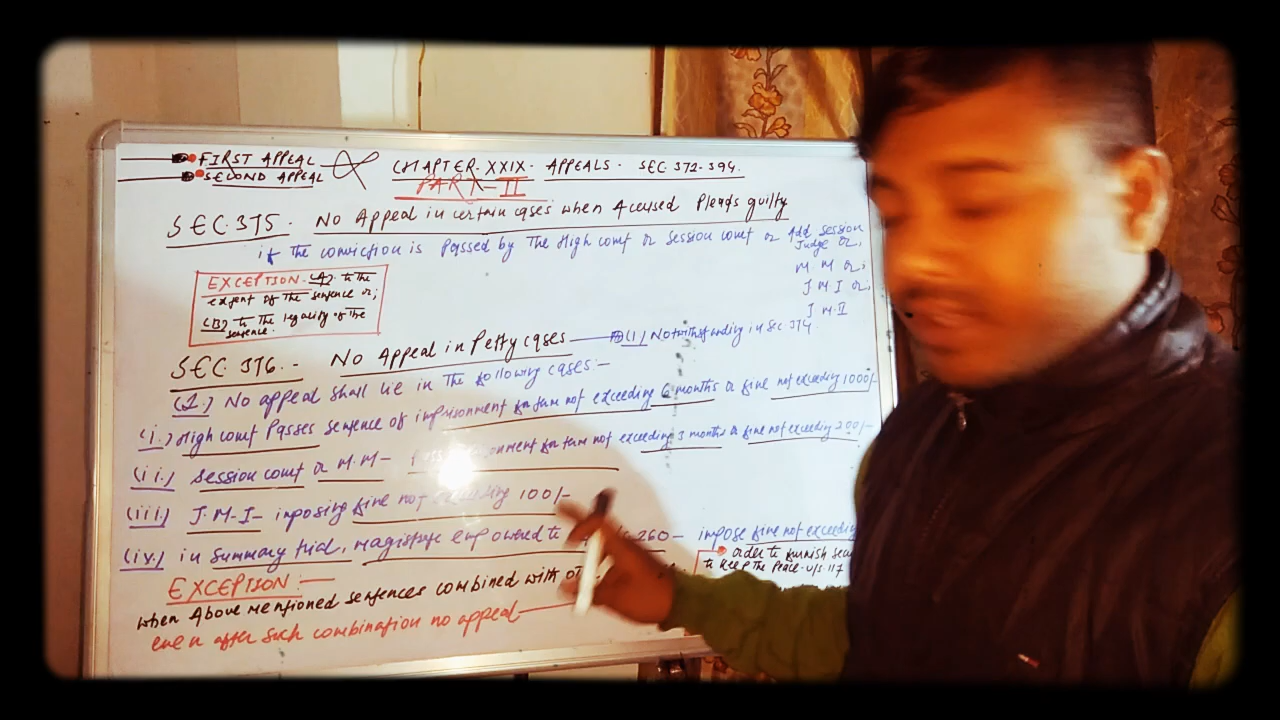 FIRST APPEAL
SECOND APPEAL
CHAPTER. XXIX. APPEALS. SEC. 372-394.
PART-II
SEC. 375. No Appeal in certain cases when Accused Pleads guilty
if the conviction is Passed by The High court or Session court or Add session
Judge or,
M M or,
J M I or,
J M II
EXCEPTION. (A) to the
extent of the sentence or;
(B) to the legality of the
sentence.
SEC. 376. - No Appeal in Petty cases
(1) Notwithstanding in Sec. 374.
(1.) No appeal shall lie in The following cases:-
(i.) High court Passes sentence of imprisonment for term not exceeding 6 months or fine not exceeding 1000/-
(ii.) Session court or M.M- for term not exceeding 3 months or fine not exceeding 200/-
(iii) J.M-I- imposing fine not exceeding 100/-
(iv.) in summary trial, magistrate empowered to 260- impose fine not exceeding
EXCEPTION:-
order to furnish
to keep the peace. u/s. 117
when Above mentioned sentences combined with
even after such combination no appeal